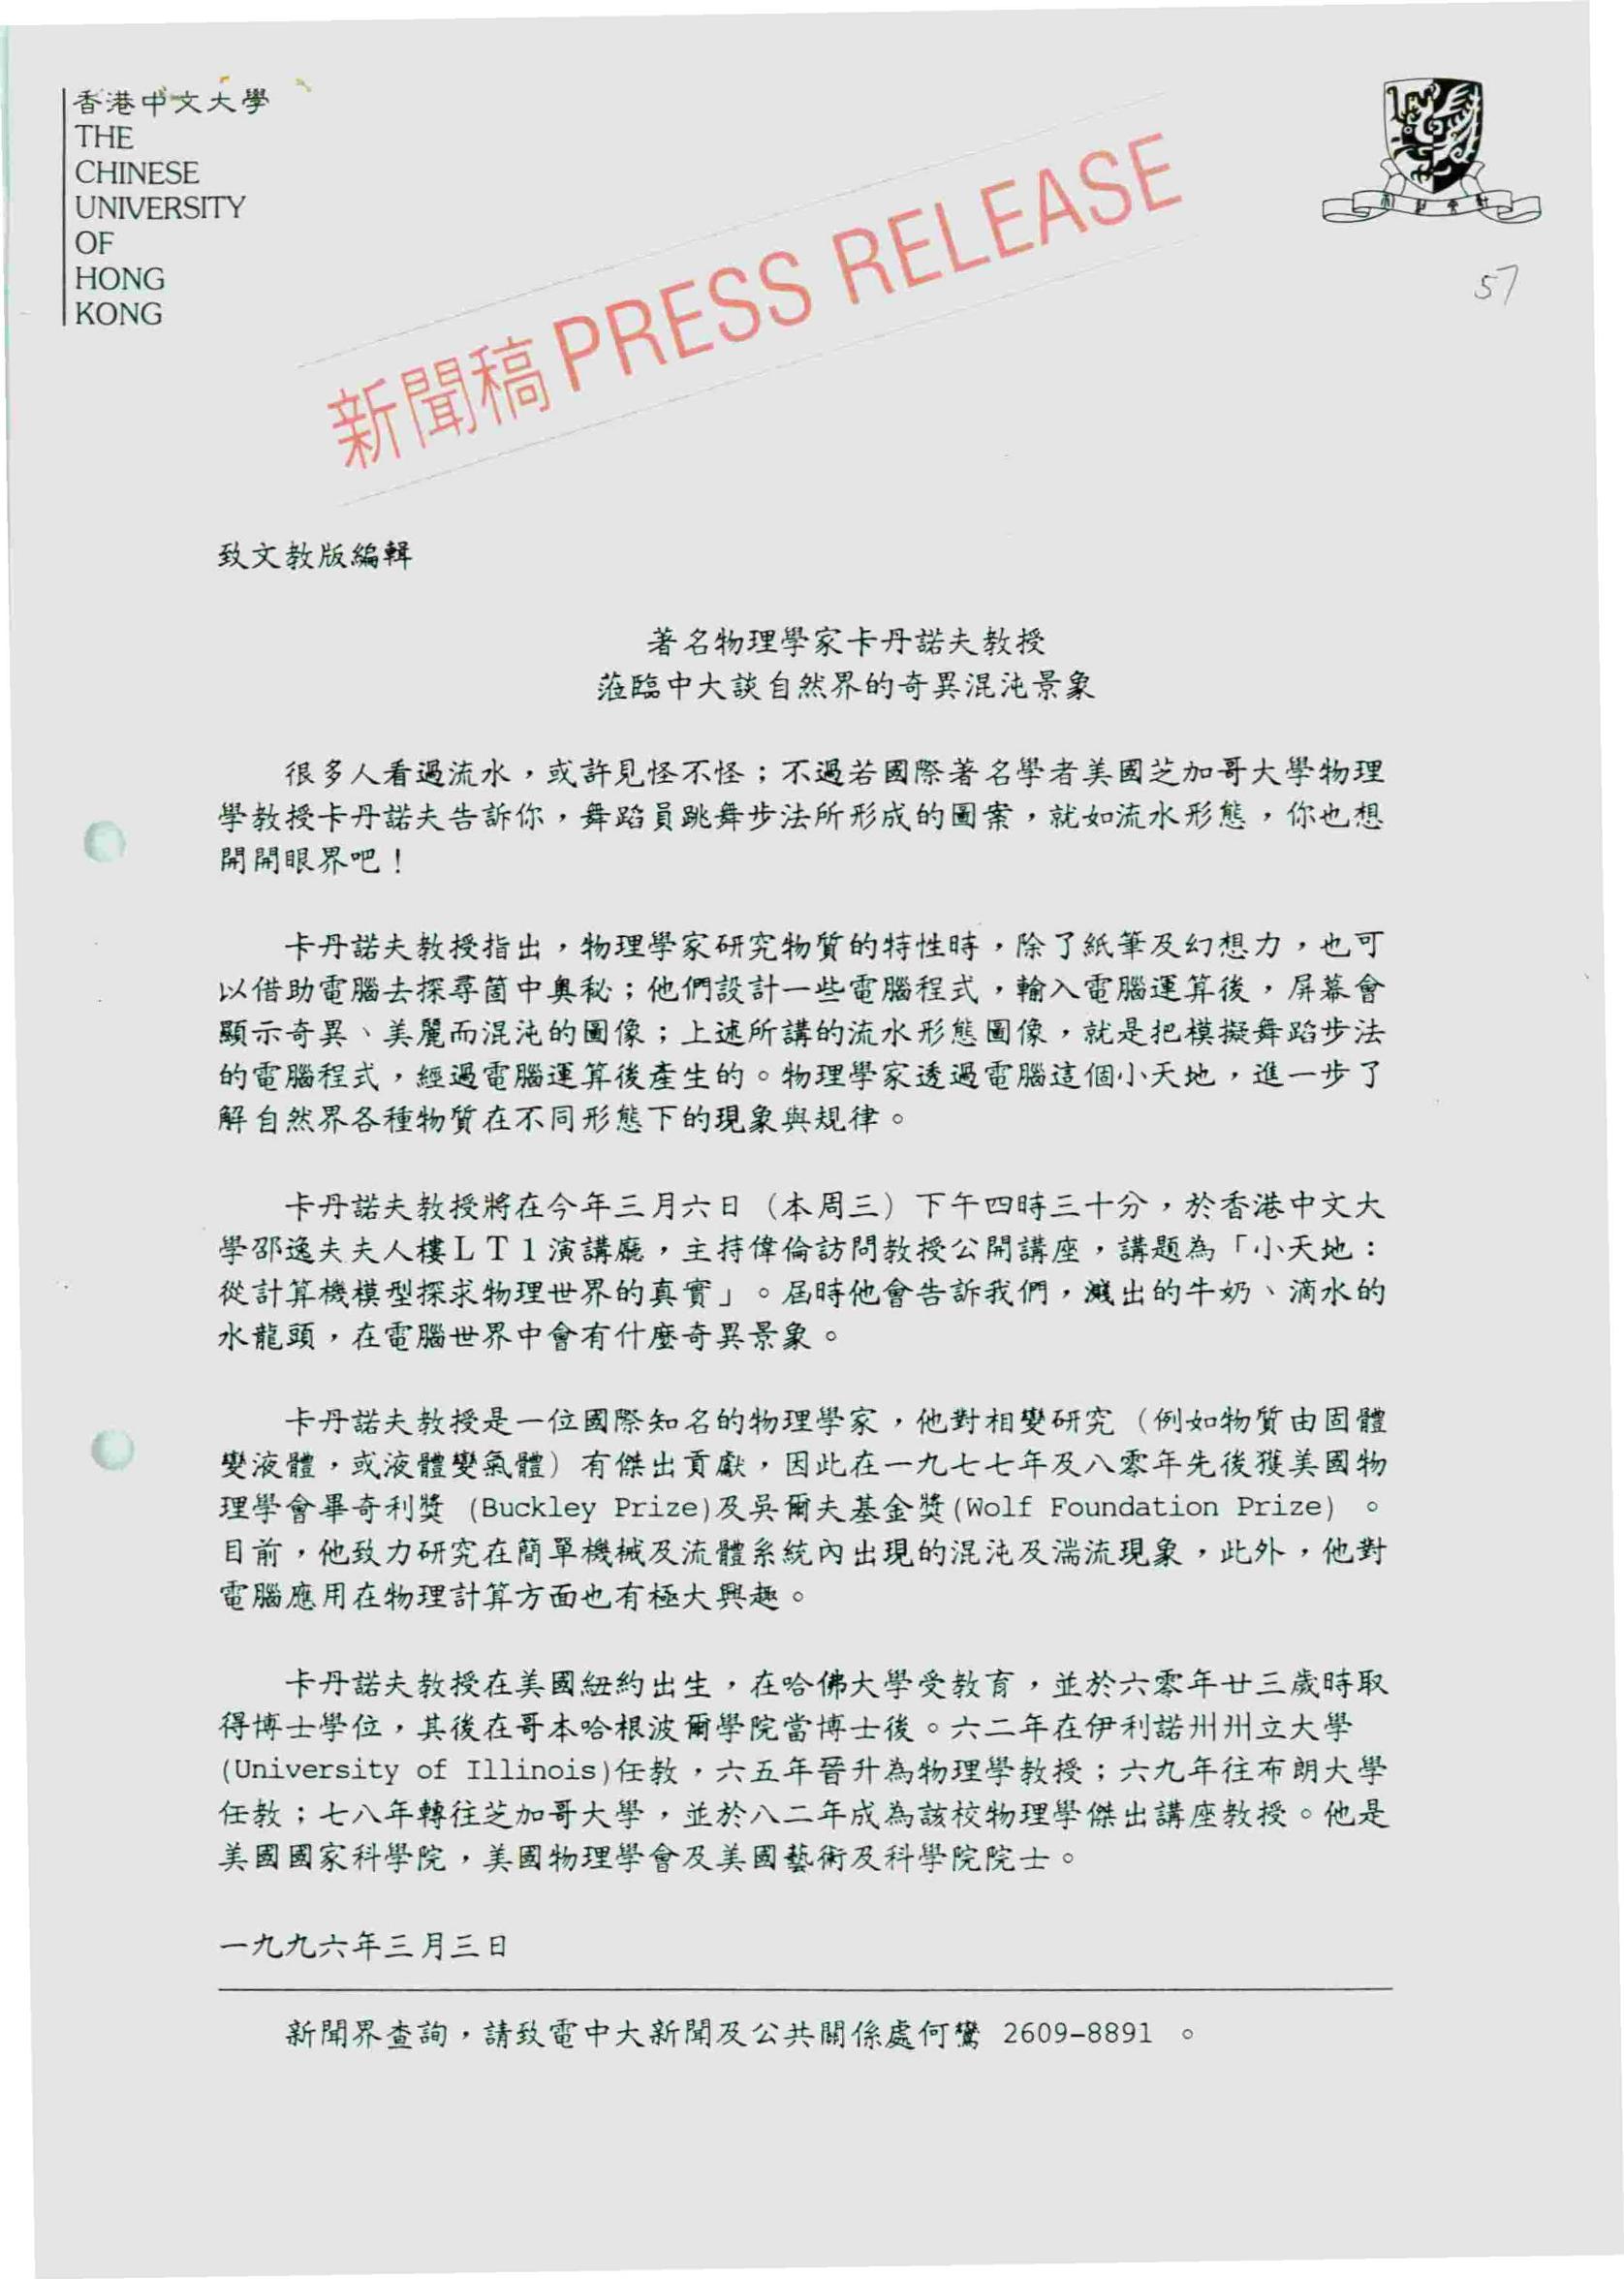 香港中文大學
THE
CHINESE
UNIVERSITY
OF
HONG
KONG
57
新聞稿 PRESS RELEASE
致文教版編輯
著名物理學家卡丹諾夫教授
蒞臨中大談自然界的奇異混沌景象
很多人看過流水，或許見怪不怪；不過若國際著名學者美國芝加哥大學物理
學教授卡丹諾夫告訴你，舞蹈員跳舞步法所形成的圖案，就如流水形態，你也想
開開眼界吧！
卡丹諾夫教授指出，物理學家研究物質的特性時，除了紙筆及幻想力，也可
以借助電腦去探尋箇中奧秘；他們設計一些電腦程式，輸入電腦運算後，屏幕會
顯示奇異、美麗而混沌的圖像；上述所講的流水形態圖像，就是把模擬舞蹈步法
的電腦程式，經過電腦運算後產生的。物理學家透過電腦這個小天地，進一步了
解自然界各種物質在不同形態下的現象與規律。
卡丹諾夫教授將在今年三月六日（本周三）下午四時三十分，於香港中文大
學邵逸夫夫人樓ＬＴ１演講廳，主持偉倫訪問教授公開講座，講題為「小天地：
從計算機模型探求物理世界的真實」。屆時他會告訴我們，濺出的牛奶、滴水的
水龍頭，在電腦世界中會有什麼奇異景象。
卡丹諾夫教授是一位國際知名的物理學家，他對相變研究（例如物質由固體
變液體，或液體變氣體）有傑出貢獻，因此在一九七七年及八零年先後獲美國物
理學會畢奇利獎 (Buckley Prize)及吳爾夫基金獎(Wolf Foundation Prize) 。
目前，他致力研究在簡單機械及流體系統內出現的混沌及湍流現象，此外，他對
電腦應用在物理計算方面也有極大興趣。
卡丹諾夫教授在美國紐約出生，在哈佛大學受教育，並於六零年廿三歲時取
得博士學位，其後在哥本哈根波爾學院當博士後。六二年在伊利諾州州立大學
(University of Illinois)任教，六五年晉升為物理學教授；六九年往布朗大學
任教；七八年轉往芝加哥大學，並於八二年成為該校物理學傑出講座教授。他是
美國國家科學院，美國物理學會及美國藝術及科學院院士。
一九九六年三月三日
新聞界查詢，請致電中大新聞及公共關係處何鸞 2609-8891 。